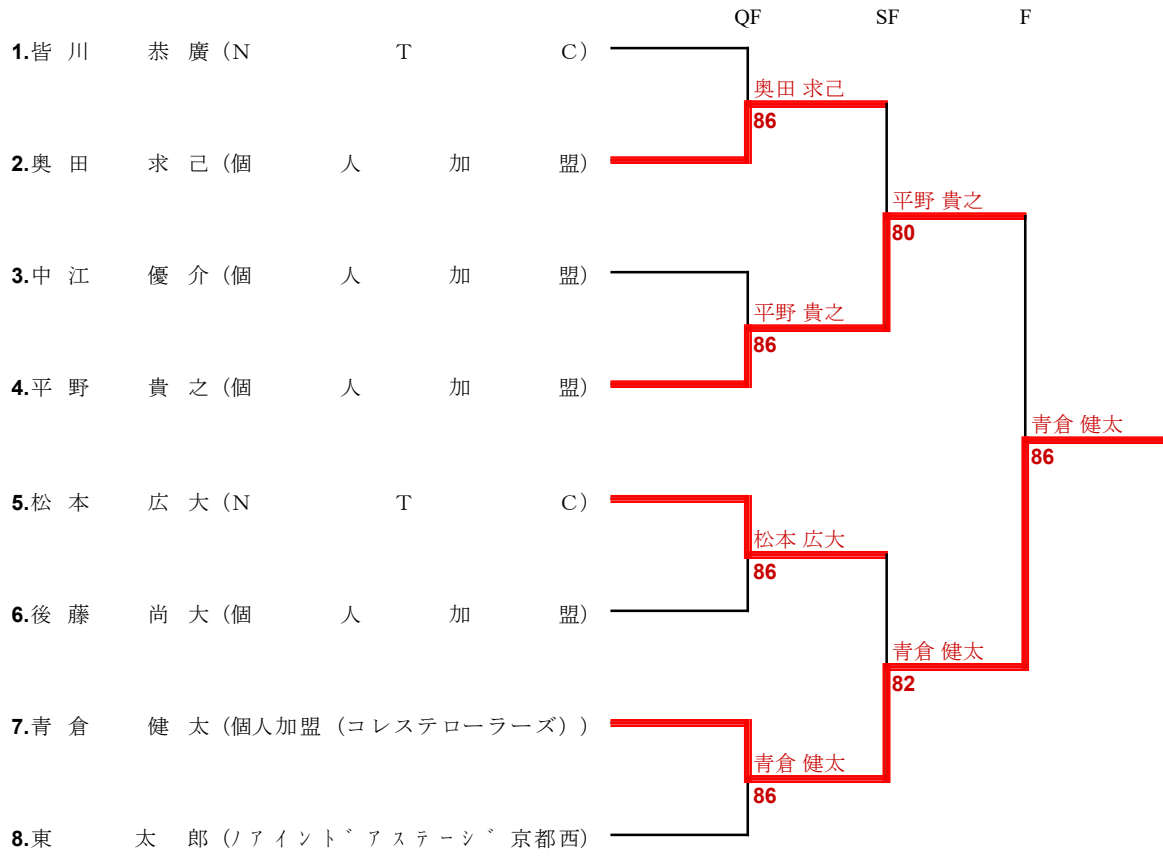 QF SF F
1.皆川 恭廣(N T C)
奥田 求己
86
2.奥田 求己(個人加盟)
平野 貴之
80
3.中江 優介(個人加盟)
平野 貴之
86
4.平野 貴之(個人加盟)
青倉 健太
86
5.松本 広大(N T C)
松本 広大
86
6.後藤 尚大(個人加盟)
青倉 健太
82
7.青倉 健太(個人加盟(コレステローラーズ))
青倉 健太
86
8.東 太郎(ノアインドアステージ京都西)